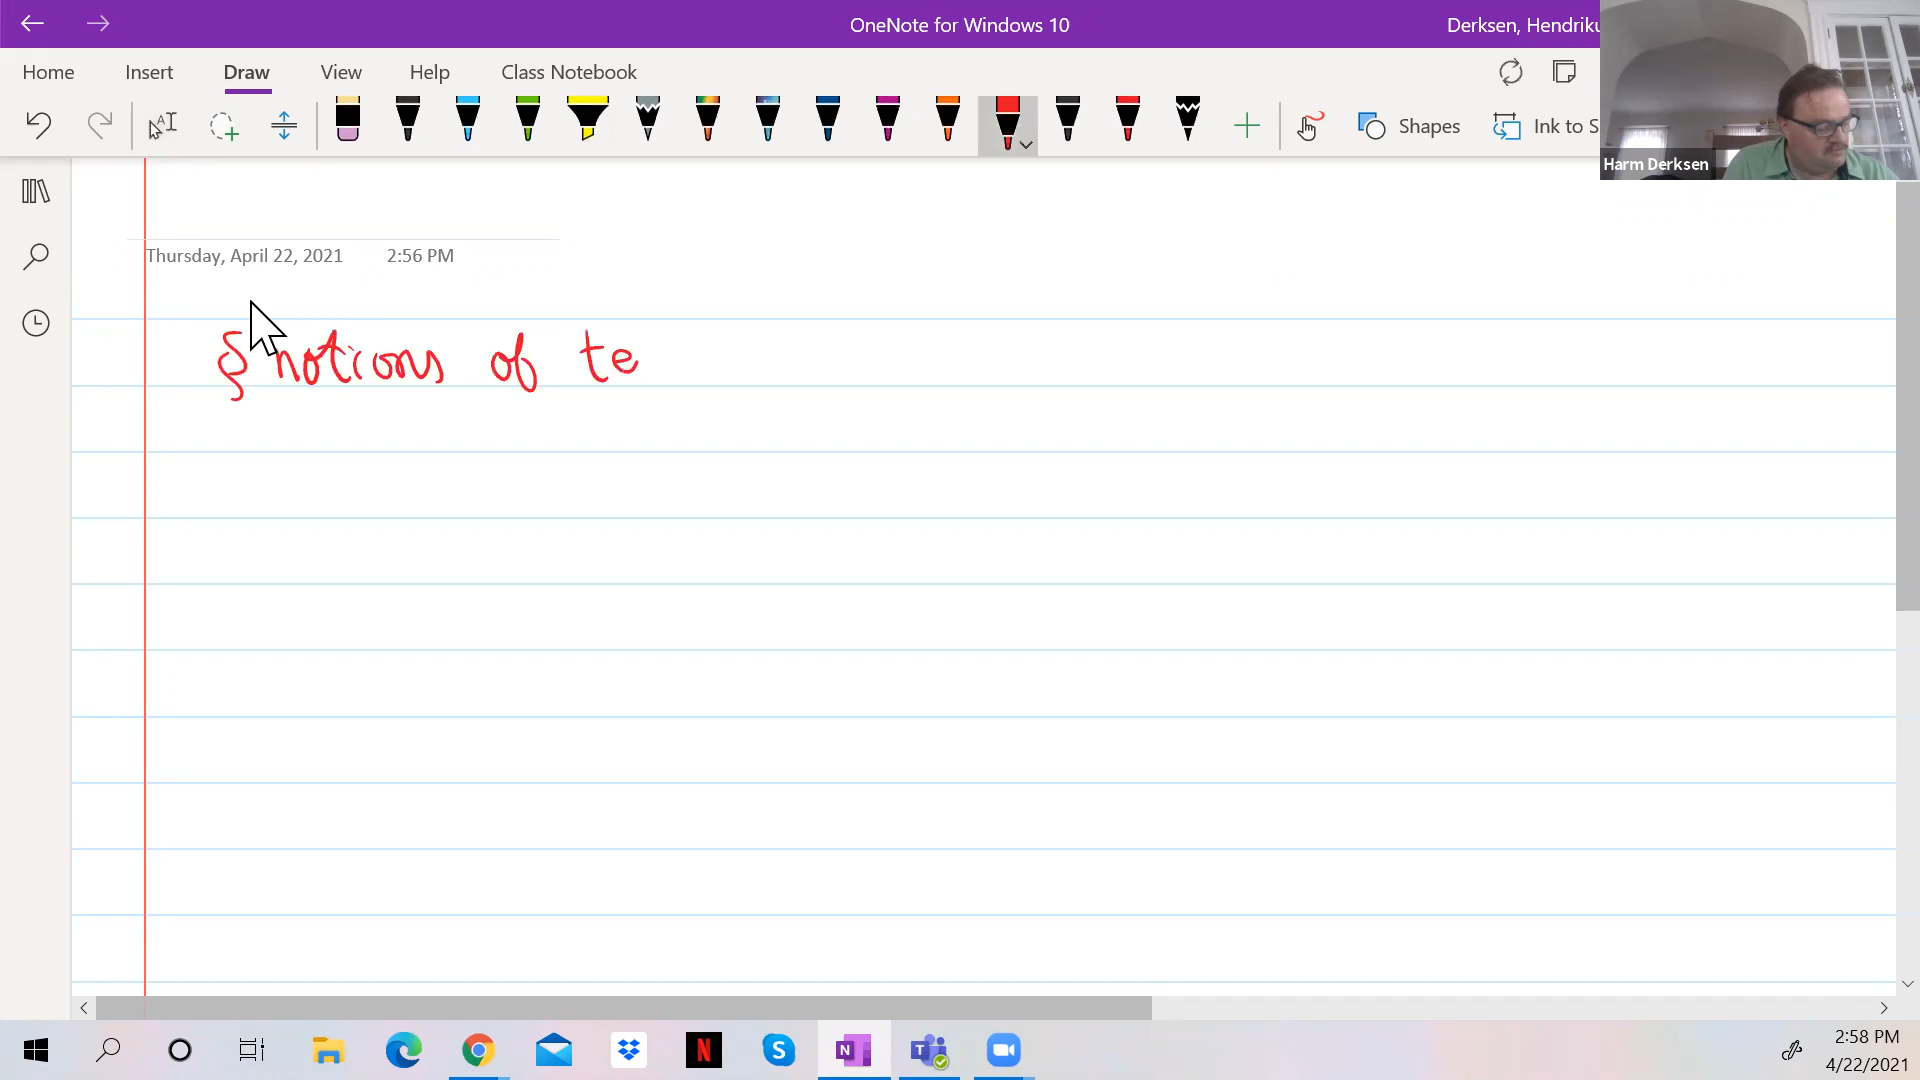 OneNote for Windows 10
Derksen, Hendriku
Home Insert Draw View Help Class Notebook
Shapes Ink to S
Harm Derksen
Thursday, April 22, 2021 2:56 PM
§ notions of te
2:58 PM
4/22/2021